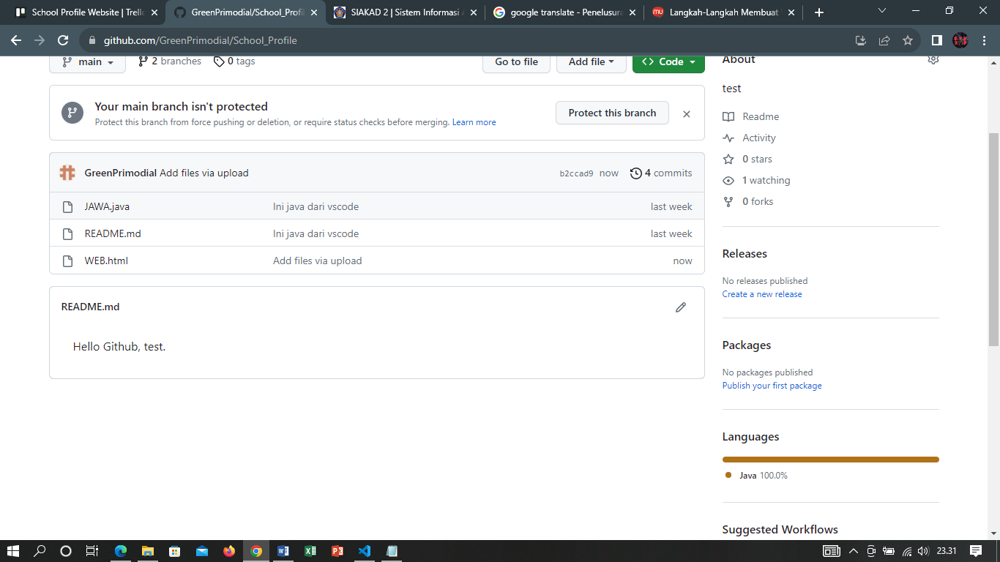 School Profile Website | Trello
GreenPrimodial/School_Profil
SIAKAD 2 | Sistem Informasi A
google translate - Penelusura
Langkah-Langkah Membuat
github.com/GreenPrimodial/School_Profile
main
2 branches
0 tags
Go to file
Add file
Code
About
test
Your main branch isn't protected
Protect this branch from force pushing or deletion, or require status checks before merging. Learn more
Protect this branch
Readme
Activity
0 stars
1 watching
0 forks
GreenPrimodial Add files via upload
b2ccad9 now 4 commits
JAWA.java Ini java dari vscode last week
README.md Ini java dari vscode last week
WEB.html Add files via upload now
README.md
Hello Github, test.
Releases
No releases published
Create a new release
Packages
No packages published
Publish your first package
Languages
Java 100.0%
Suggested Workflows
23.31